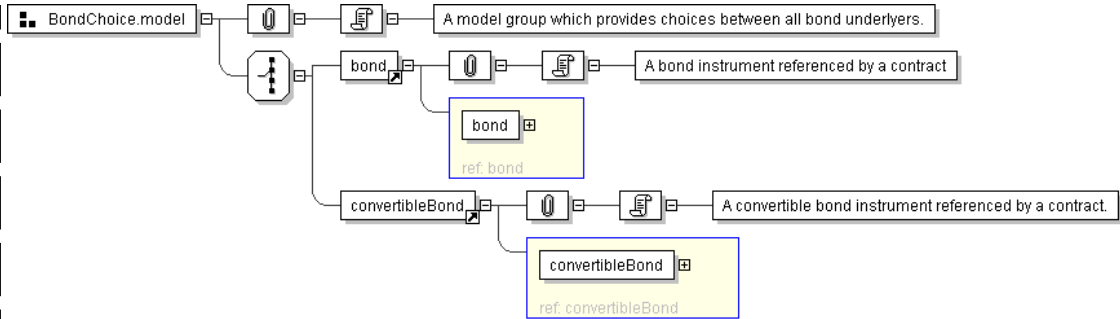 BondChoice.model
A model group which provides choices between all bond underlyers.
bond
A bond instrument referenced by a contract
bond
ref: bond
convertibleBond
A convertible bond instrument referenced by a contract.
convertibleBond
ref: convertibleBond